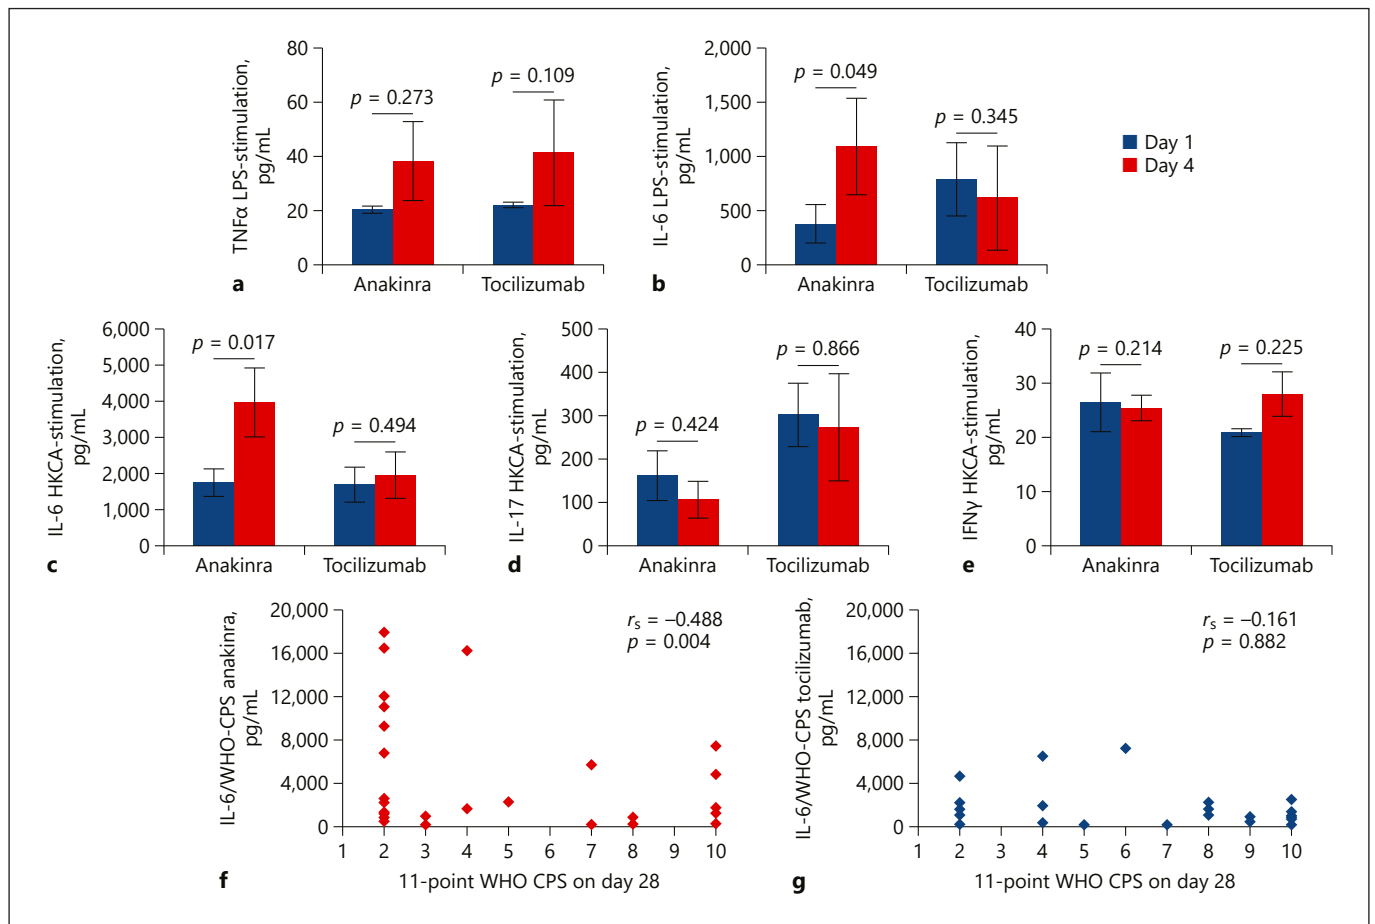 TNFα LPS-stimulation,
pg/mL
80
60
40
20
0
p = 0.273
p = 0.109
Anakinra
Tocilizumab
a
IL-6 LPS-stimulation,
pg/mL
2,000
1,500
1,000
500
0
p = 0.049
p = 0.345
Anakinra
Tocilizumab
b
Day 1
Day 4
IL-6 HKCA-stimulation,
pg/mL
6,000
5,000
4,000
3,000
2,000
1,000
0
p = 0.017
p = 0.494
Anakinra
Tocilizumab
c
IL-17 HKCA-stimulation,
pg/mL
500
400
300
200
100
0
p = 0.424
p = 0.866
Anakinra
Tocilizumab
d
IFNγ HKCA-stimulation,
pg/mL
40
30
20
10
0
p = 0.214
p = 0.225
Anakinra
Tocilizumab
e
IL-6/WHO-CPS anakinra,
pg/mL
20,000
16,000
12,000
8,000
4,000
0
rs = –0.488
p = 0.004
1 2 3 4 5 6 7 8 9 10
11-point WHO CPS on day 28
f
IL-6/WHO-CPS tocilizumab,
pg/mL
20,000
16,000
12,000
8,000
4,000
0
rs = –0.161
p = 0.882
1 2 3 4 5 6 7 8 9 10
11-point WHO CPS on day 28
g